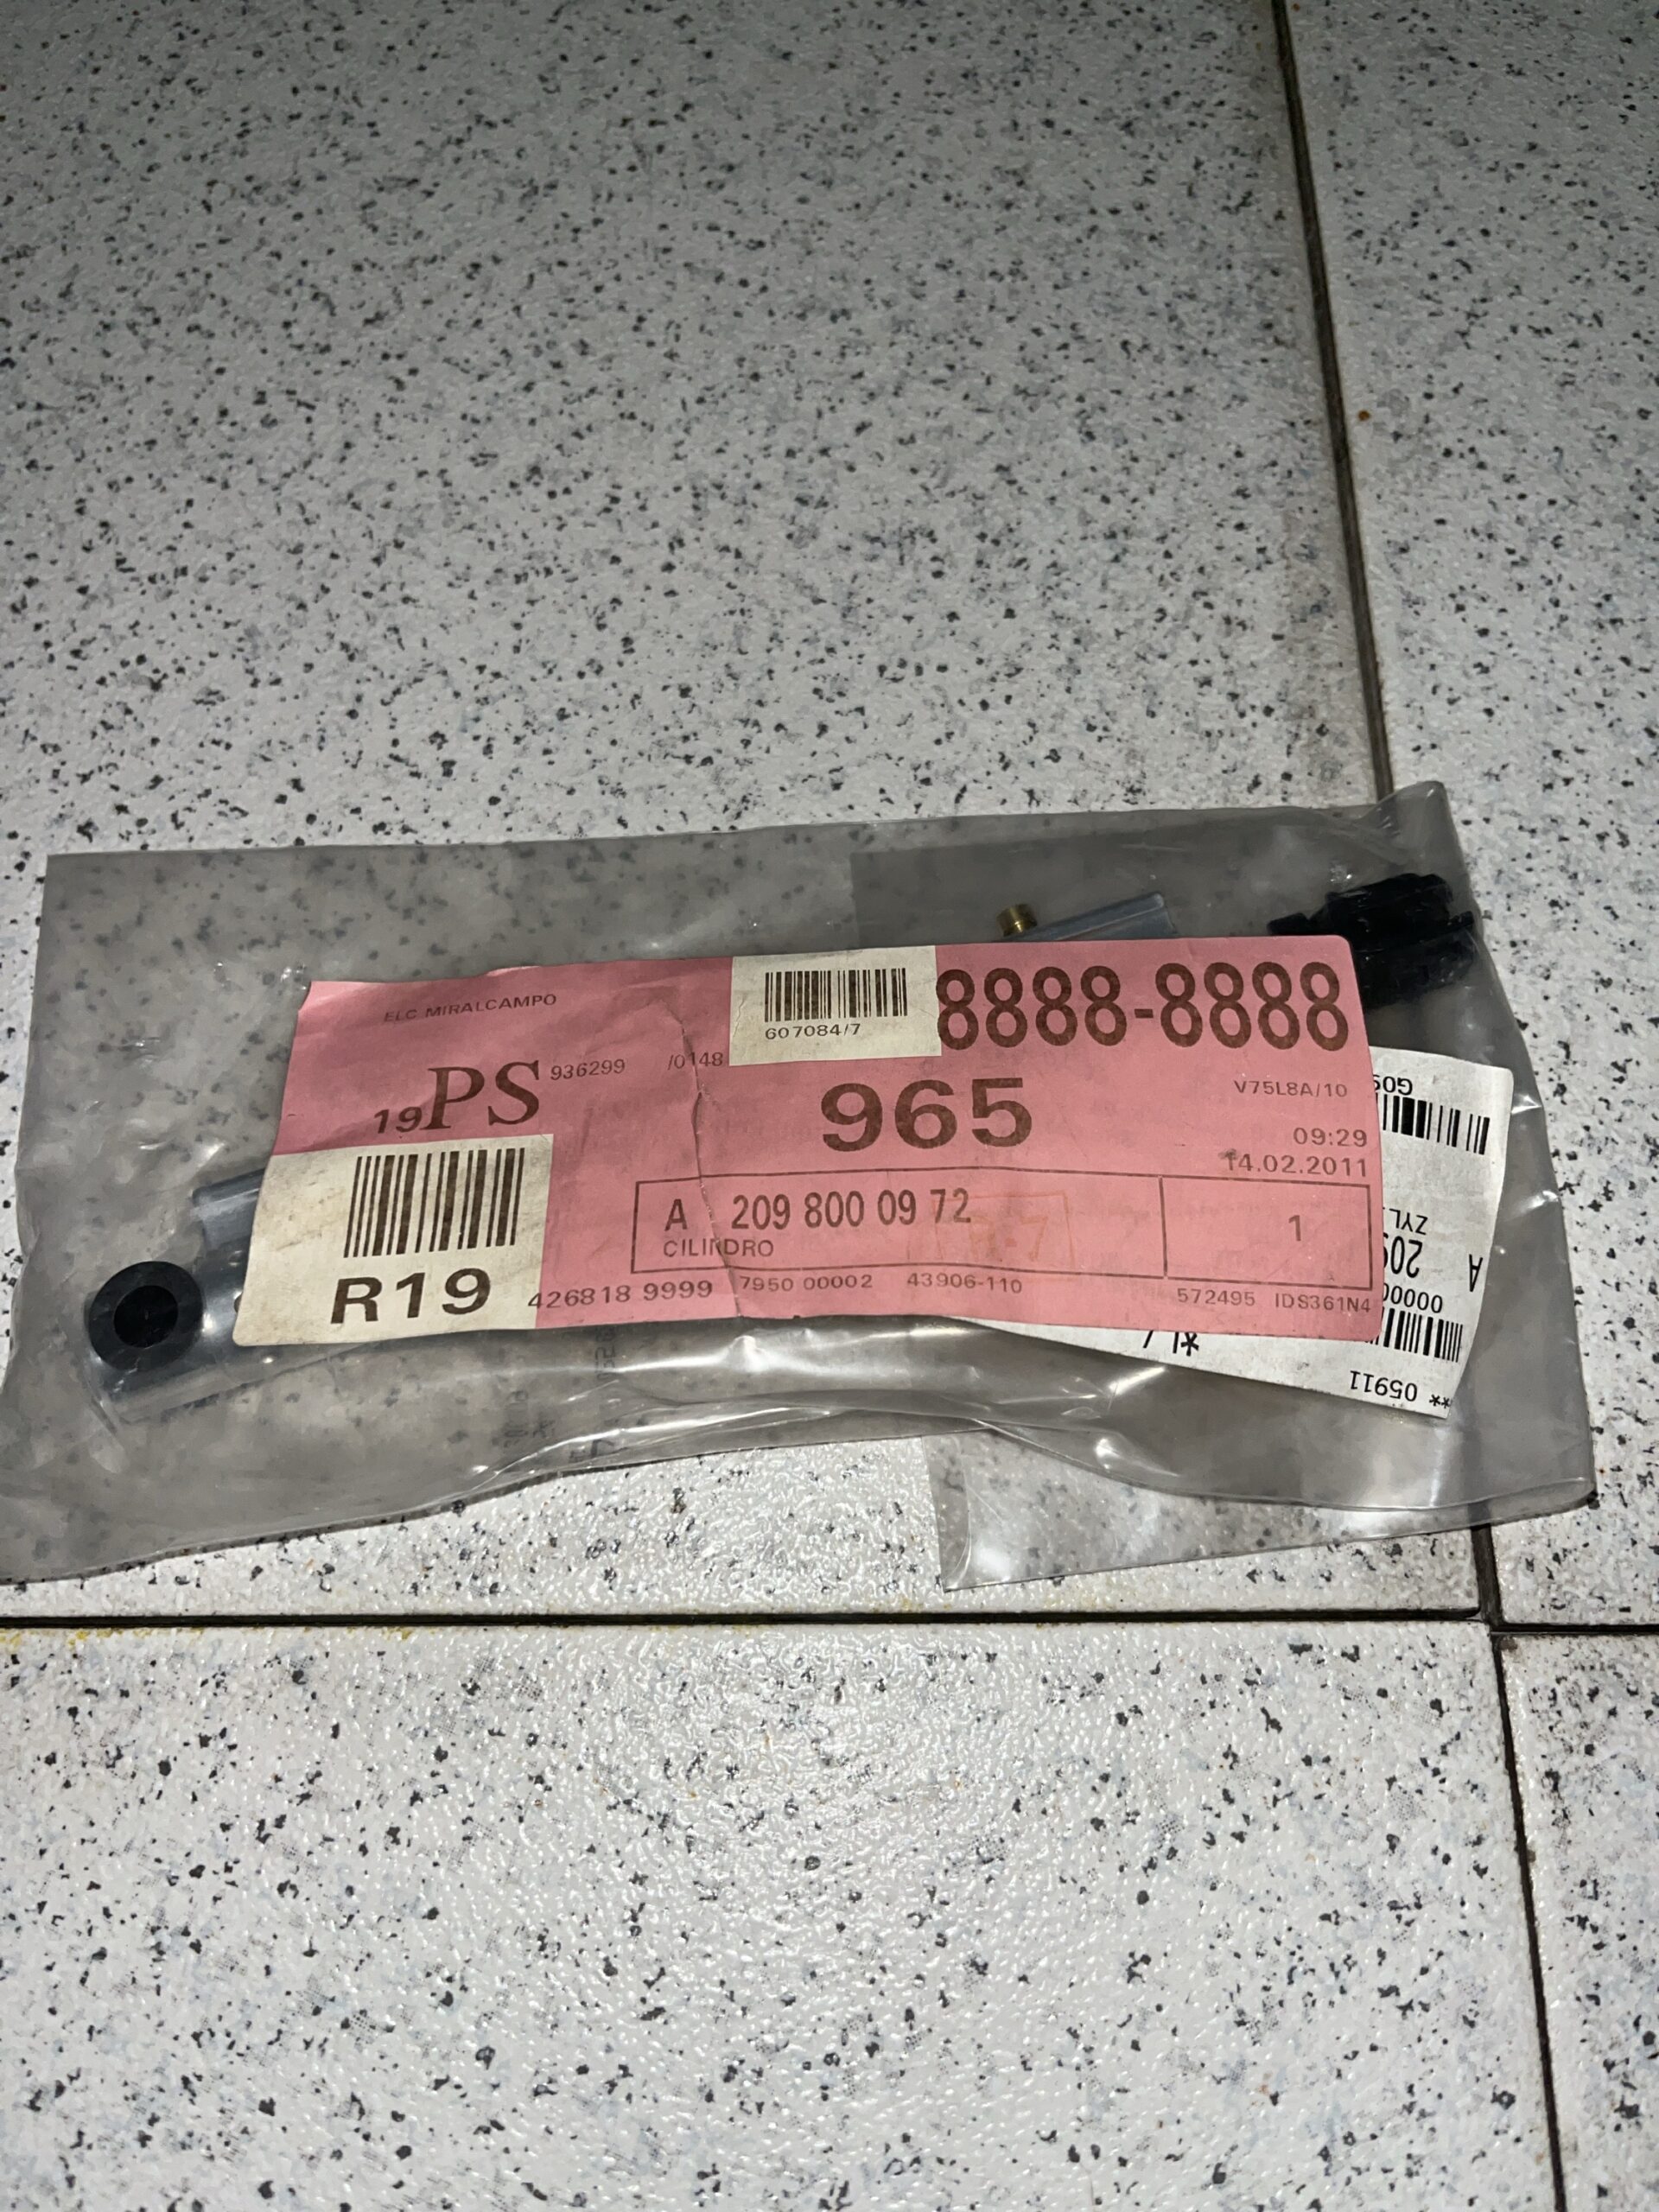 ELC MIRALCAMPO
607084/7
8888-8888
19PS 936299 /0148
965
V75L8A/10
09:29
14.02.2011
A 209 800 09 72
1
CILINDRO
R19
426818 9999 7950 00002 43906-110
572495 IDS361N4
** 05911
A